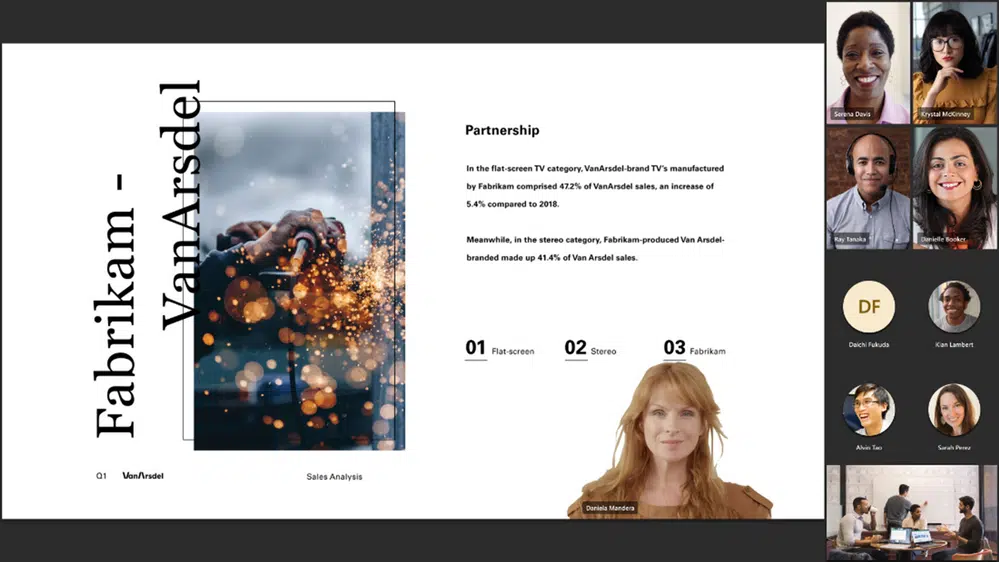 Fabrikam -
VanArsdel
Partnership
In the flat-screen TV category, VanArsdel-brand TV's manufactured
by Fabrikam comprised 47.2% of VanArsdel sales, an increase of
5.4% compared to 2018.
Meanwhile, in the stereo category, Fabrikam-produced Van Arsdel-
branded made up 41.4% of Van Arsdel sales.
01 Flat-screen
02 Stereo
03 Fabrikam
Q1
VanArsdel
Sales Analysis
Daniela Mandera
Serena Davis
Krystal McKinney
Ray Tanaka
Danielle Booker
DF
Daichi Fukuda
Kian Lambert
Alvin Tan
Sarah Perez